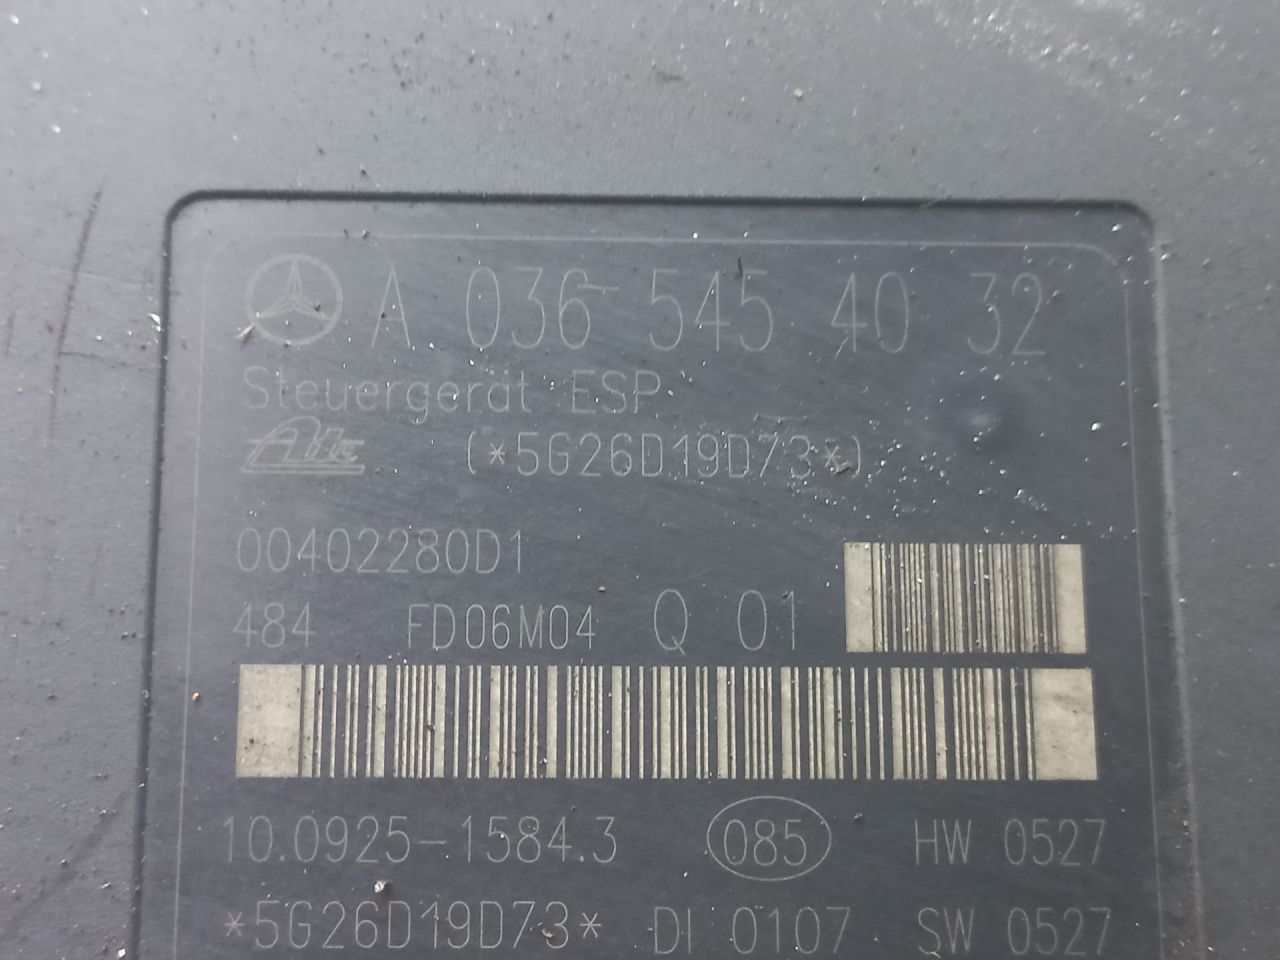 A 036 545 40 32
Steuergerät ESP
Ate (*5G26D19D73*)
00402280D1
484 FD06M04 Q 01
10.0925-1584.3 085 HW 0527
*5G26D19D73* DI 0107 SW 0527